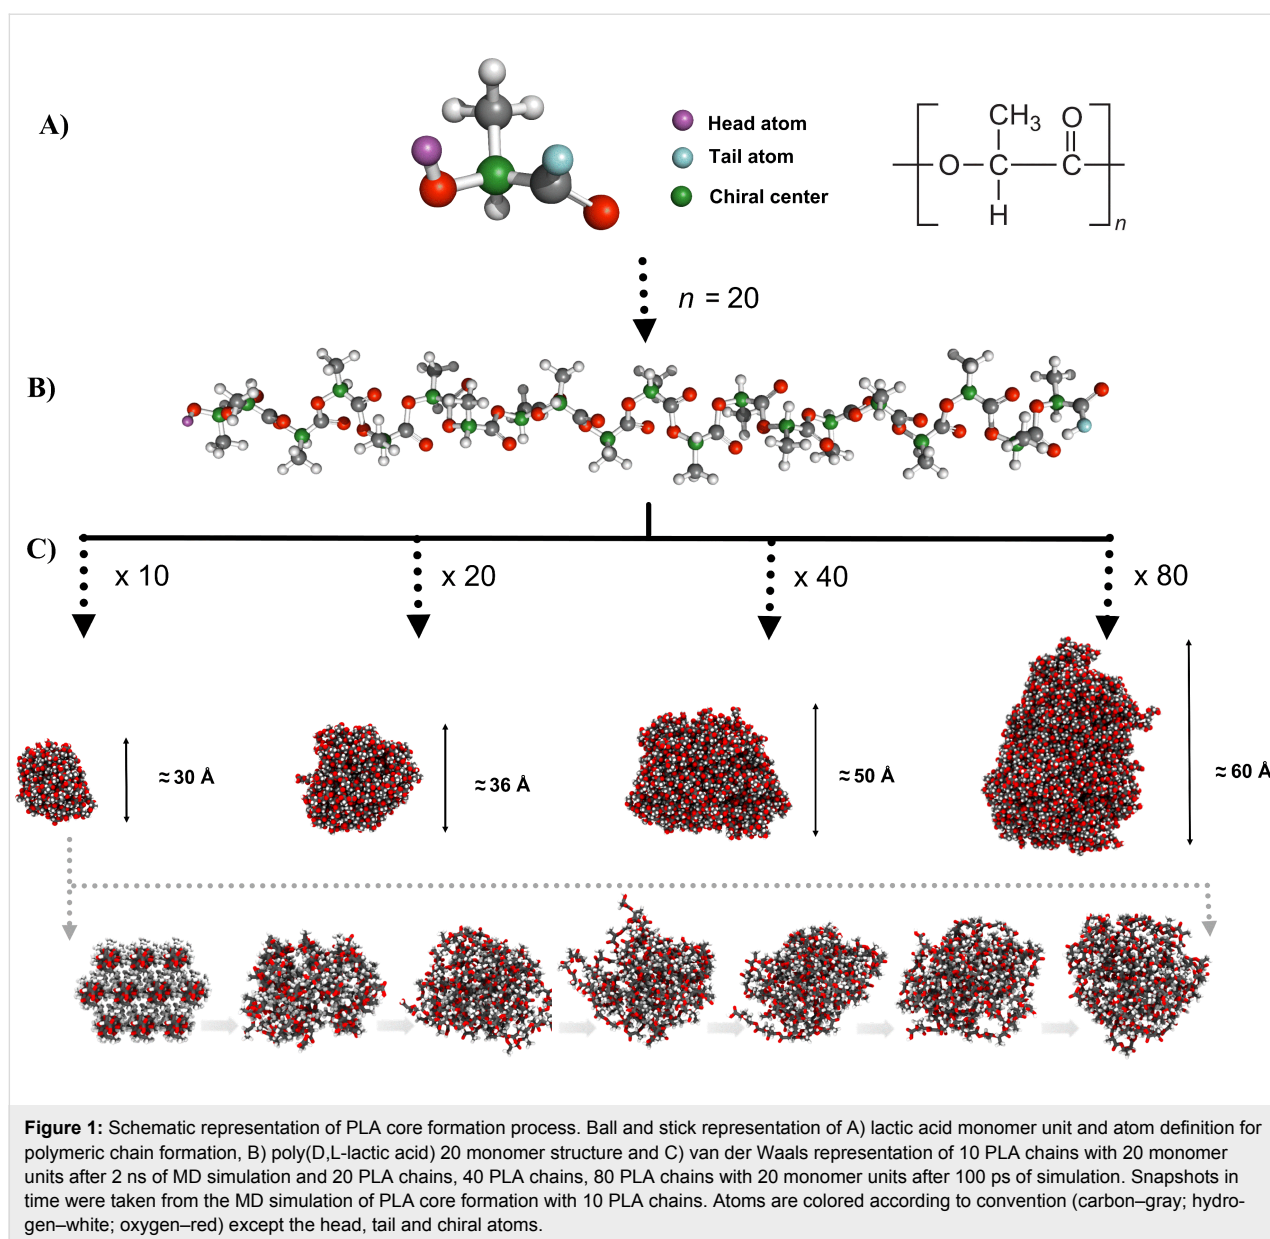 A)
Head atom
Tail atom
Chiral center
CH3 O
O C C
H
n
n = 20
B)
C)
x 10
x 20
x 40
x 80
≈ 30 Å
≈ 36 Å
≈ 50 Å
≈ 60 Å
Figure 1: Schematic representation of PLA core formation process. Ball and stick representation of A) lactic acid monomer unit and atom definition for
polymeric chain formation, B) poly(D,L-lactic acid) 20 monomer structure and C) van der Waals representation of 10 PLA chains with 20 monomer
units after 2 ns of MD simulation and 20 PLA chains, 40 PLA chains, 80 PLA chains with 20 monomer units after 100 ps of simulation. Snapshots in
time were taken from the MD simulation of PLA core formation with 10 PLA chains. Atoms are colored according to convention (carbon–gray; hydro-
gen–white; oxygen–red) except the head, tail and chiral atoms.